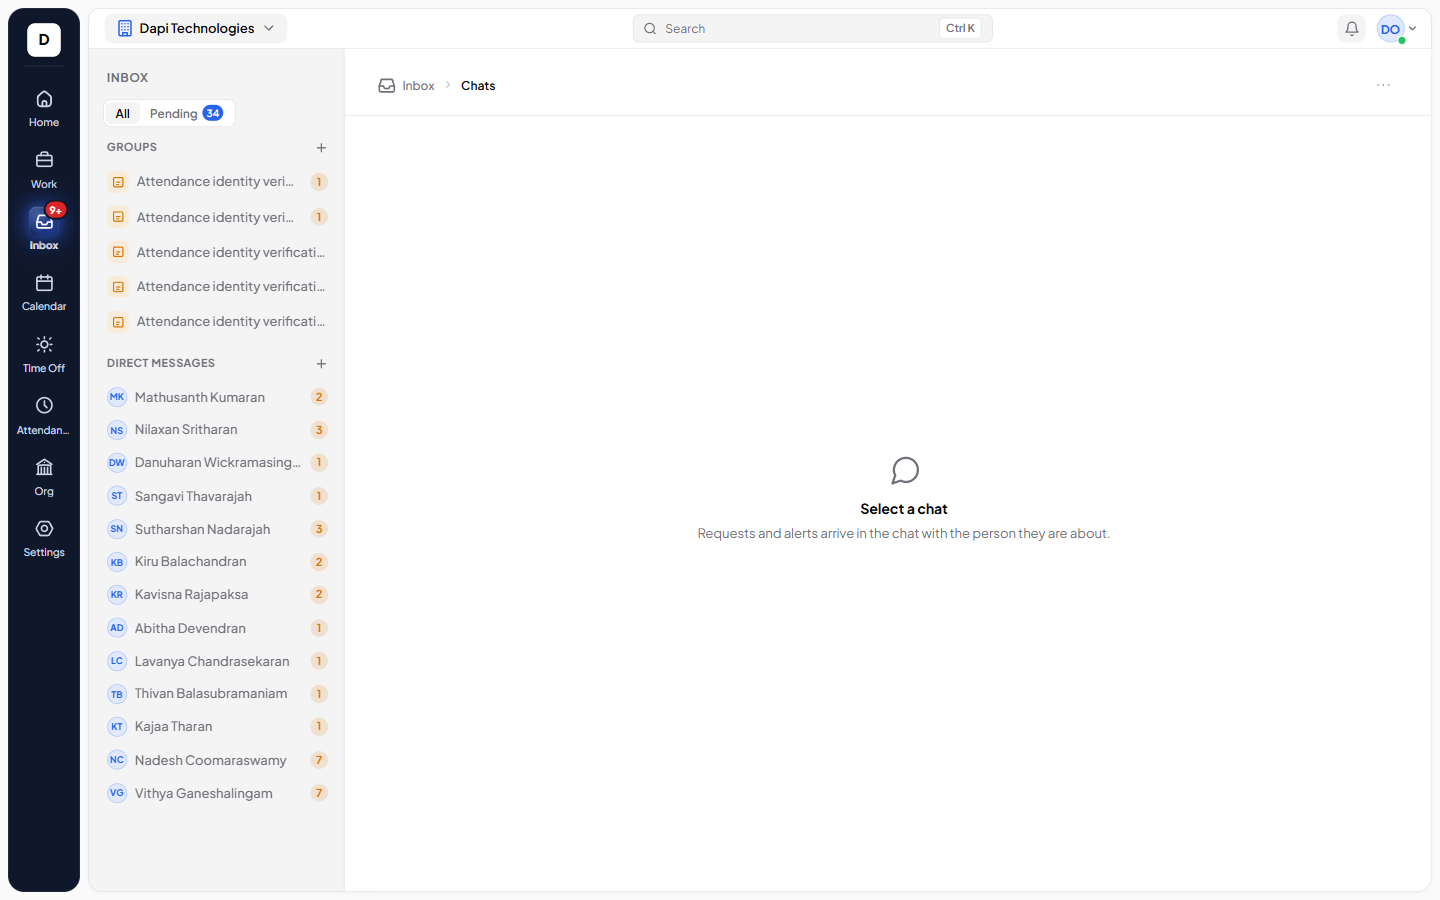 D
Dapi Technologies
Search
Ctrl K
DO
Home
Work
9+
Inbox
Calendar
Time Off
Attendan...
Org
Settings
INBOX
All
Pending 34
GROUPS
Attendance identity veri... 1
Attendance identity veri... 1
Attendance identity verificati...
Attendance identity verificati...
Attendance identity verificati...
DIRECT MESSAGES
MK Mathusanth Kumaran 2
NS Nilaxan Sritharan 3
DW Danuharan Wickramasing... 1
ST Sangavi Thavarajah 1
SN Sutharshan Nadarajah 3
KB Kiru Balachandran 2
KR Kavisna Rajapaksa 2
AD Abitha Devendran 1
LC Lavanya Chandrasekaran 1
TB Thivan Balasubramaniam 1
KT Kajaa Tharan 1
NC Nadesh Coomaraswamy 7
VG Vithya Ganeshalingam 7
Inbox > Chats
Select a chat
Requests and alerts arrive in the chat with the person they are about.